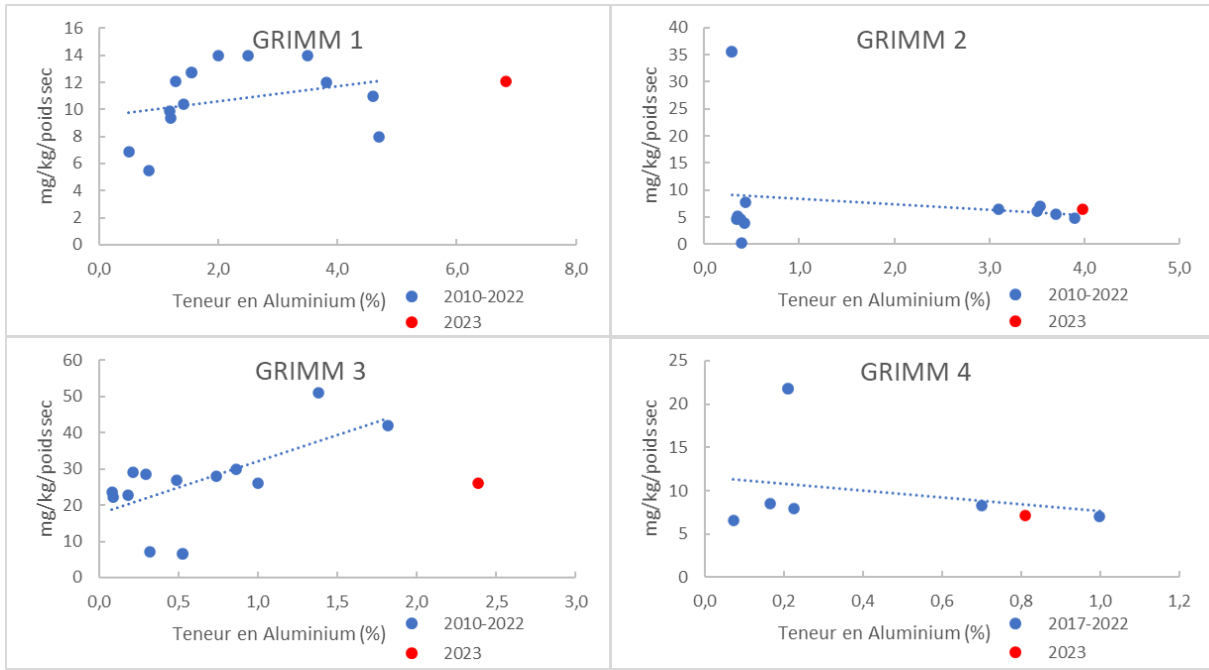 GRIMM 1
16
14
12
10
8
6
4
2
0
mg/kg/poids sec
0,0 2,0 4,0 6,0 8,0
Teneur en Aluminium (%)
2010-2022
2023
GRIMM 2
40
35
30
25
20
15
10
5
0
mg/kg/poids sec
0,0 1,0 2,0 3,0 4,0 5,0
Teneur en Aluminium (%)
2010-2022
2023
GRIMM 3
60
50
40
30
20
10
0
mg/kg/poids sec
0,0 0,5 1,0 1,5 2,0 2,5 3,0
Teneur en Aluminium (%)
2010-2022
2023
GRIMM 4
25
20
15
10
5
0
mg/kg/poids sec
0,0 0,2 0,4 0,6 0,8 1,0 1,2
Teneur en Aluminium (%)
2017-2022
2023